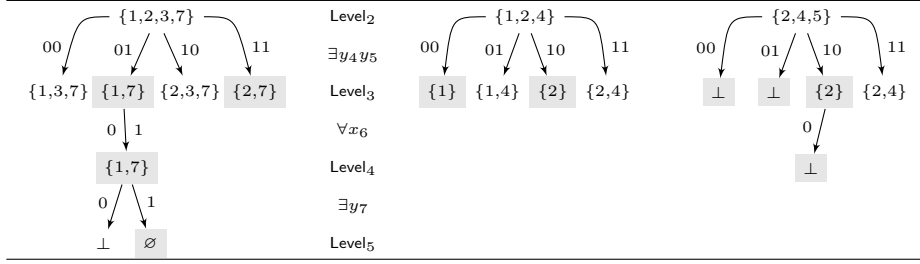 {1,2,3,7} Level2 {1,2,4} {2,4,5}
00 01 10 11 ∃y4y5 00 01 10 11 00 01 10 11
{1,3,7} {1,7} {2,3,7} {2,7} Level3 {1} {1,4} {2} {2,4} ⊥ ⊥ {2} {2,4}
0 1 ∀x6 0
{1,7} Level4 ⊥
0 1 ∃y7
⊥ ∅ Level5